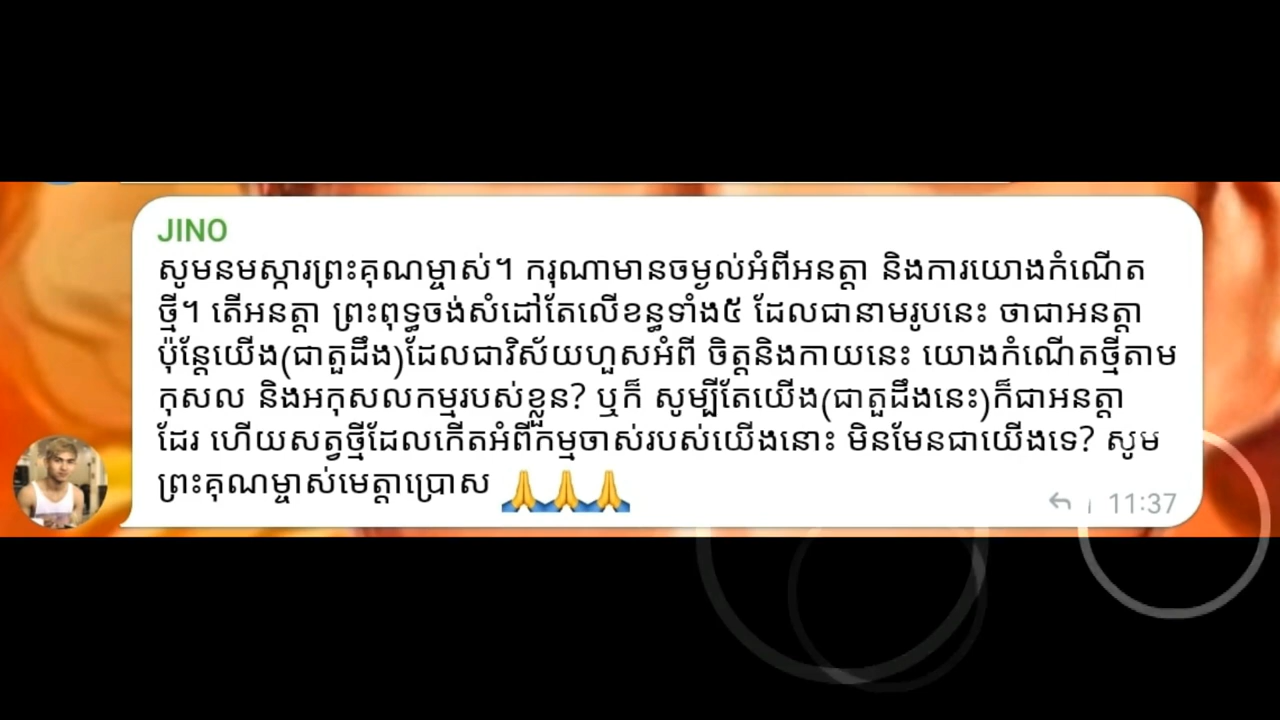 JINO
សូមនមស្ការព្រះគុណម្ចាស់។ ករុណាមានចម្ងល់អំពីអនត្តា និងការយោងកំណើត
ថ្មី។ តើអនត្តា ព្រះពុទ្ធចង់សំដៅតែលើខន្ធទាំង៥ ដែលជានាមរូបនេះ ថាជាអនត្តា
ប៉ុន្តែយើង(ជាតួដឹង)ដែលជាវិស័យហួសអំពី ចិត្តនិងកាយនេះ យោងកំណើតថ្មីតាម
កុសល និងអកុសលកម្មរបស់ខ្លួន? ឬក៏ សូម្បីតែយើង(ជាតួដឹងនេះ)ក៏ជាអនត្តា
ដែរ ហើយសត្វថ្មីដែលកើតអំពីកម្មចាស់របស់យើងនោះ មិនមែនជាយើងទេ? សូម
ព្រះគុណម្ចាស់មេត្តាប្រោស 🙏🙏🙏
11:37